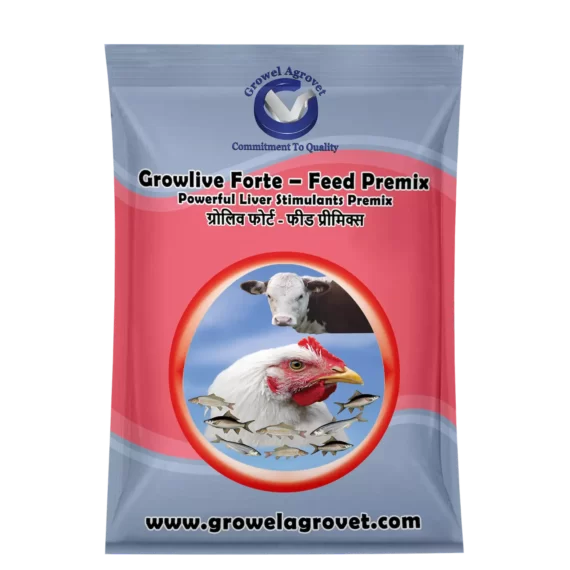 Growel Agrovet
Commitment To Quality
Growlive Forte – Feed Premix
Powerful Liver Stimulants Premix
ग्रोलिव फोर्ट - फीड प्रीमिक्स
www.growelagrovet.com